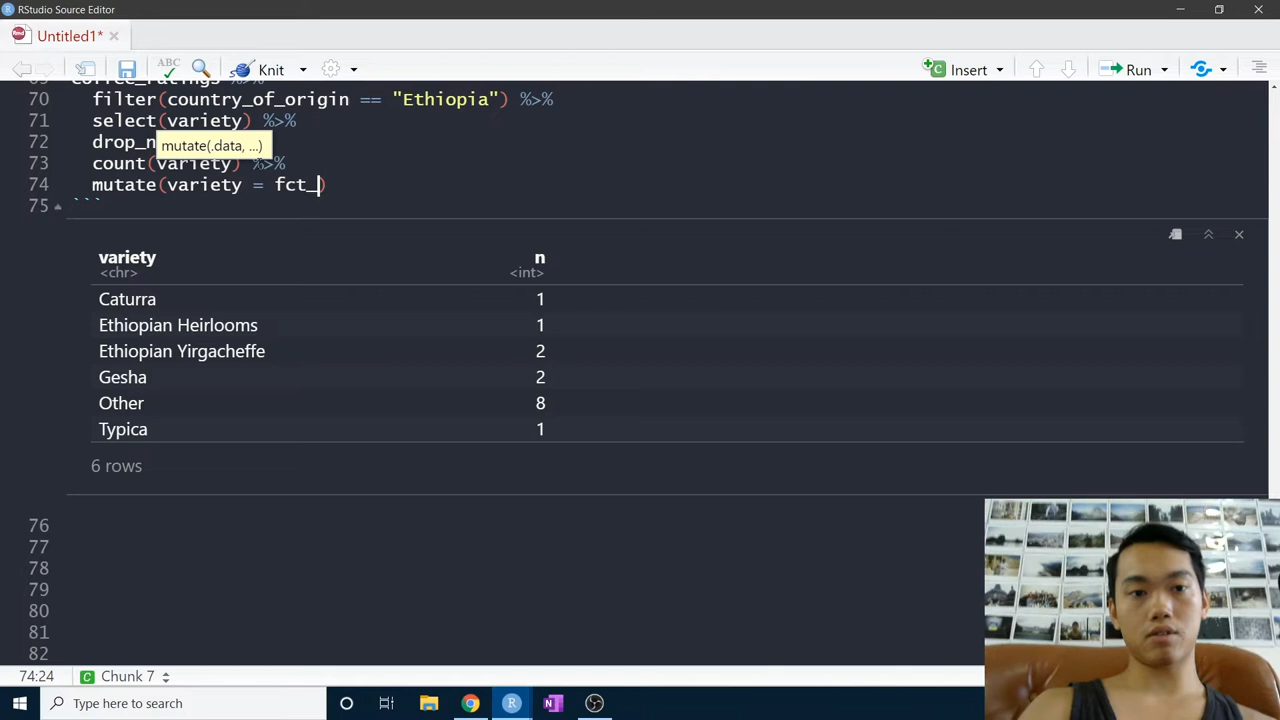 RStudio Source Editor
Untitled1*
ABC
Knit
Insert
Run
70 filter(country_of_origin == "Ethiopia") %>%
71 select(variety) %>%
72 drop_n
mutate(.data, ...)
73 count(variety) %>%
74 mutate(variety = fct_)
75 ```
variety n
<chr> <int>
Caturra 1
Ethiopian Heirlooms 1
Ethiopian Yirgacheffe 2
Gesha 2
Other 8
Typica 1
6 rows
76
77
78
79
80
81
82
74:24 C Chunk 7
Type here to search